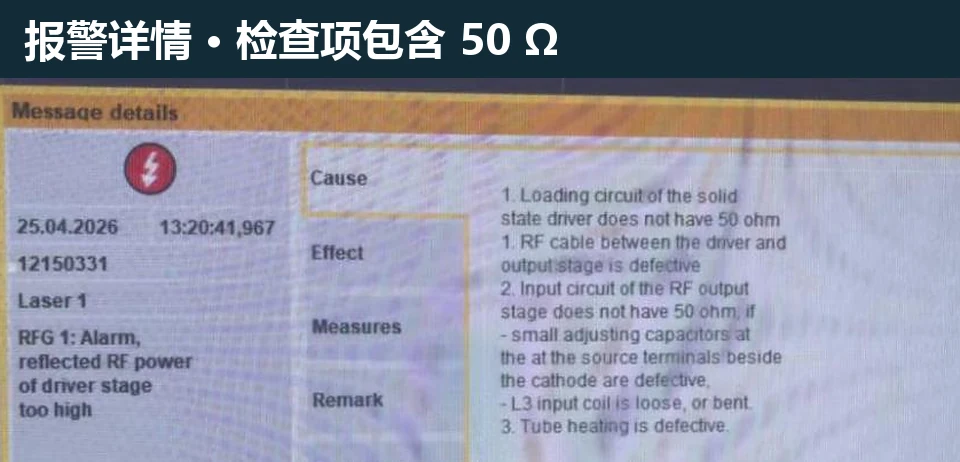 报警详情 • 检查项包含 50 Ω
Message details
25.04.2026 13:20:41,967
12150331
Laser 1
RFG 1: Alarm,
reflected RF power
of driver stage
too high
Cause
Effect
Measures
Remark
1. Loading circuit of the solid
state driver does not have 50 ohm
1. RF cable between the driver and
output stage is defective
2. Input circuit of the RF output
stage does not have 50 ohm, if
- small adjusting capacitors at
the at the source terminals beside
the cathode are defective,
- L3 input coil is loose, or bent.
3. Tube heating is defective.